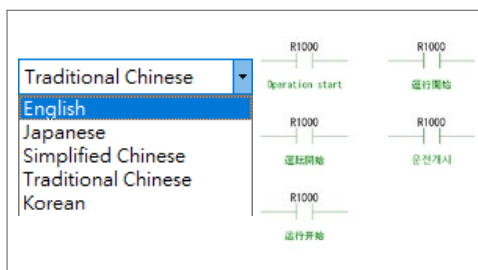 Traditional Chinese
English
Japanese
Simplified Chinese
Traditional Chinese
Korean
R1000
Operation start
R1000
運行開始
R1000
運転開始
R1000
운전개시
R1000
运行开始